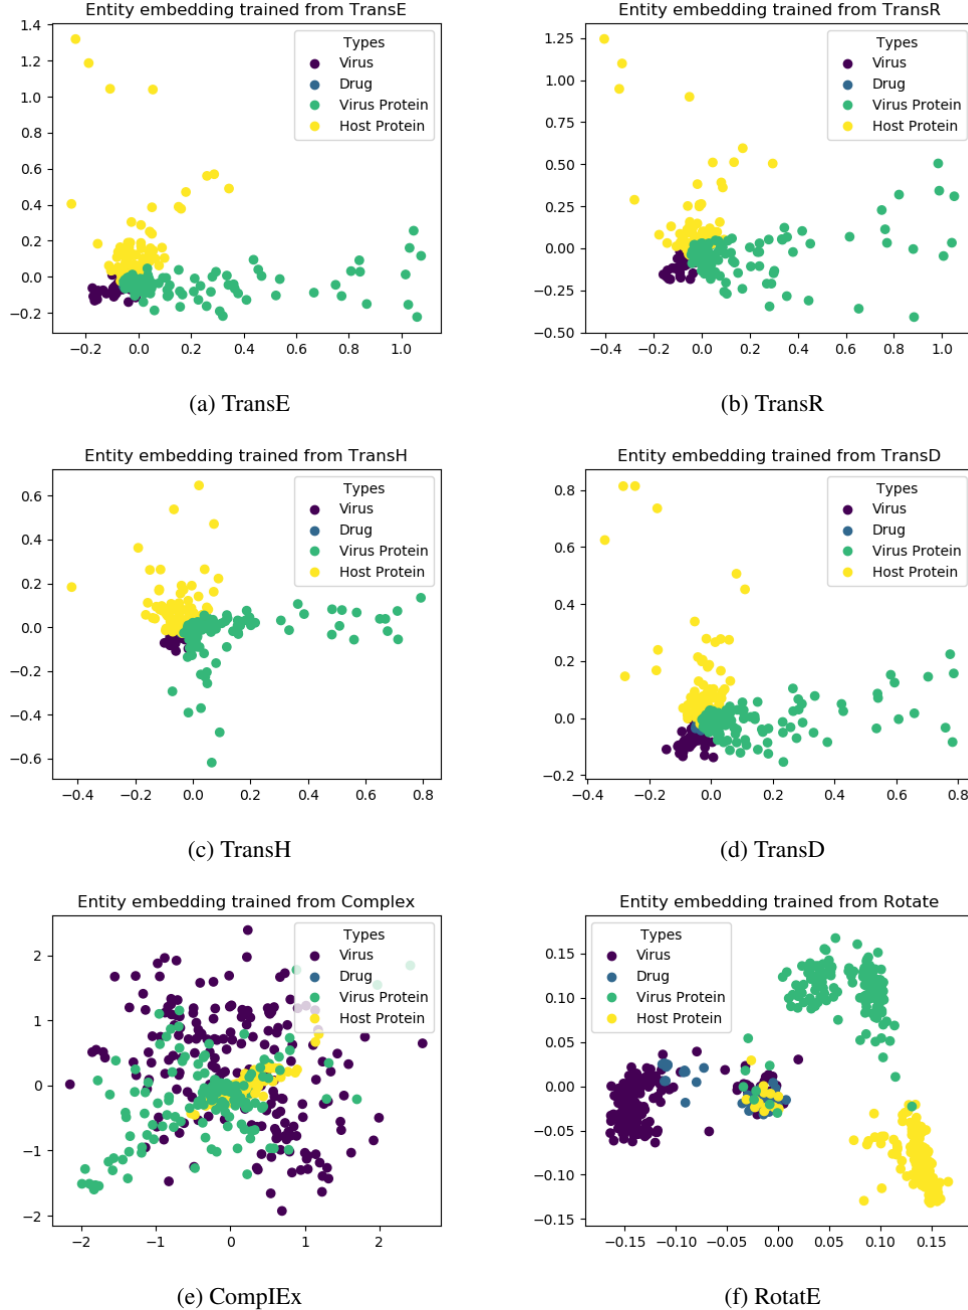 Entity embedding trained from TransE
Types
Virus
Drug
Virus Protein
Host Protein
1.4
1.2
1.0
0.8
0.6
0.4
0.2
0.0
−0.2
−0.2 0.0 0.2 0.4 0.6 0.8 1.0
(a) TransE
Entity embedding trained from TransR
Types
Virus
Drug
Virus Protein
Host Protein
1.25
1.00
0.75
0.50
0.25
0.00
−0.25
−0.50
−0.4 −0.2 0.0 0.2 0.4 0.6 0.8 1.0
(b) TransR
Entity embedding trained from TransH
Types
Virus
Drug
Virus Protein
Host Protein
0.6
0.4
0.2
0.0
−0.2
−0.4
−0.6
−0.4 −0.2 0.0 0.2 0.4 0.6 0.8
(c) TransH
Entity embedding trained from TransD
Types
Virus
Drug
Virus Protein
Host Protein
0.8
0.6
0.4
0.2
0.0
−0.2
−0.4 −0.2 0.0 0.2 0.4 0.6 0.8
(d) TransD
Entity embedding trained from Complex
Types
Virus
Drug
Virus Protein
Host Protein
2
1
0
−1
−2
−2 −1 0 1 2
(e) CompIEx
Entity embedding trained from Rotate
Types
Virus
Drug
Virus Protein
Host Protein
0.15
0.10
0.05
0.00
−0.05
−0.10
−0.15
−0.15 −0.10 −0.05 0.00 0.05 0.10 0.15
(f) RotatE